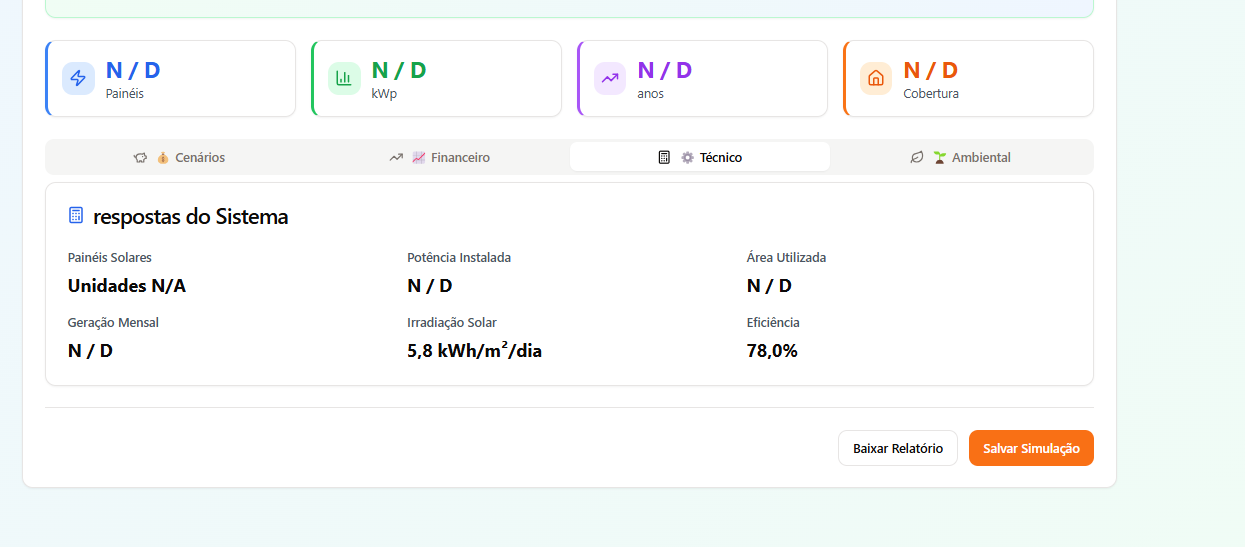 N / D
Painéis
N / D
kWp
N / D
anos
N / D
Cobertura
Cenários
Financeiro
Técnico
Ambiental
respostas do Sistema
Painéis Solares
Unidades N/A
Potência Instalada
N / D
Área Utilizada
N / D
Geração Mensal
N / D
Irradiação Solar
5,8 kWh/m²/dia
Eficiência
78,0%
Baixar Relatório
Salvar Simulação